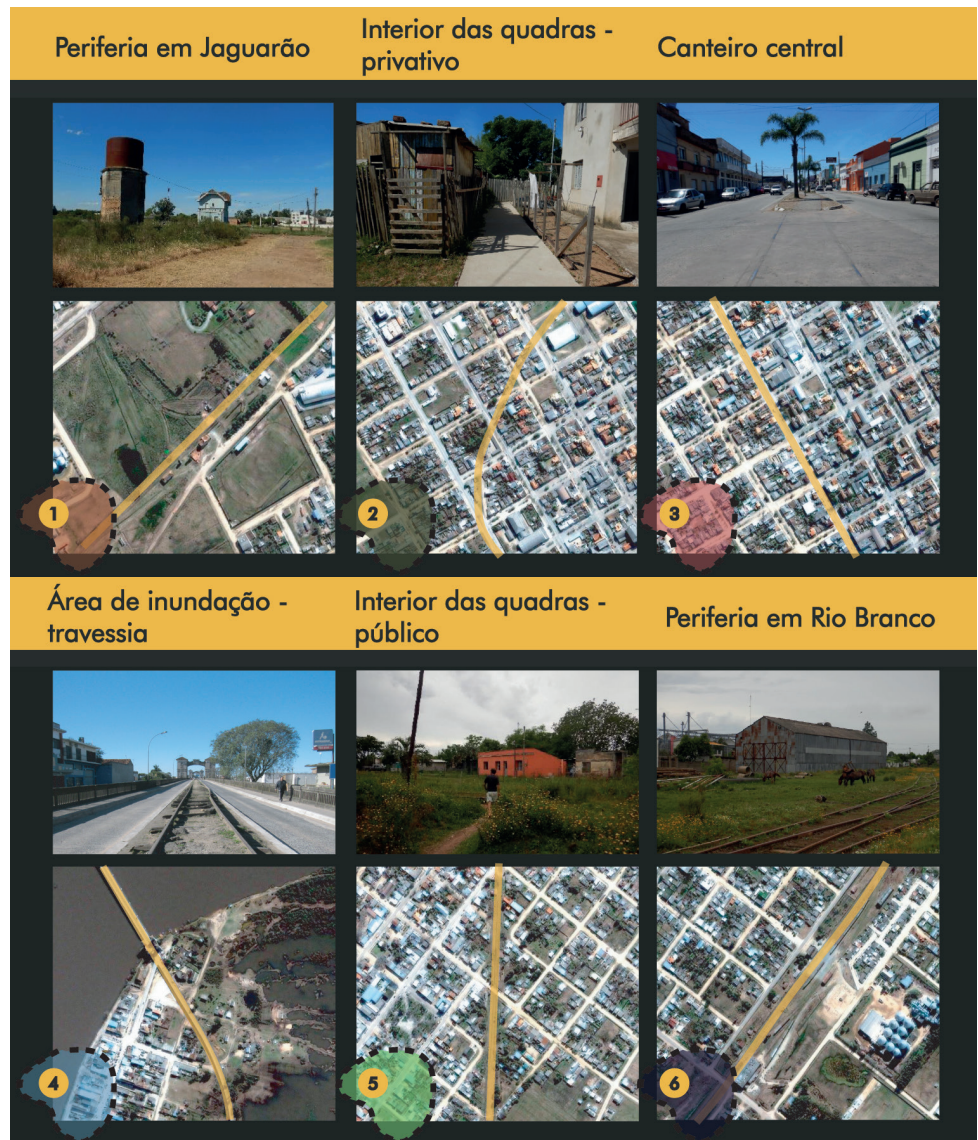 Periferia em Jaguarão
Interior das quadras -
privativo
Canteiro central
1
2
3
Área de inundação -
travessia
Interior das quadras -
público
Periferia em Rio Branco
4
5
6